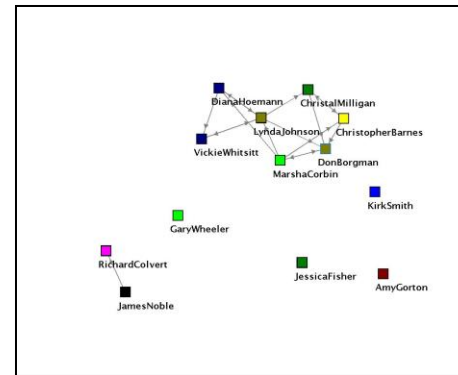 DianaHoemann
ChristalMilligan
LyndaJohnson
ChristopherBarnes
VickieWhitsitt
DonBorgman
MarshaCorbin
KirkSmith
GaryWheeler
RichardColvert
JessicaFisher
AmyGorton
JamesNoble